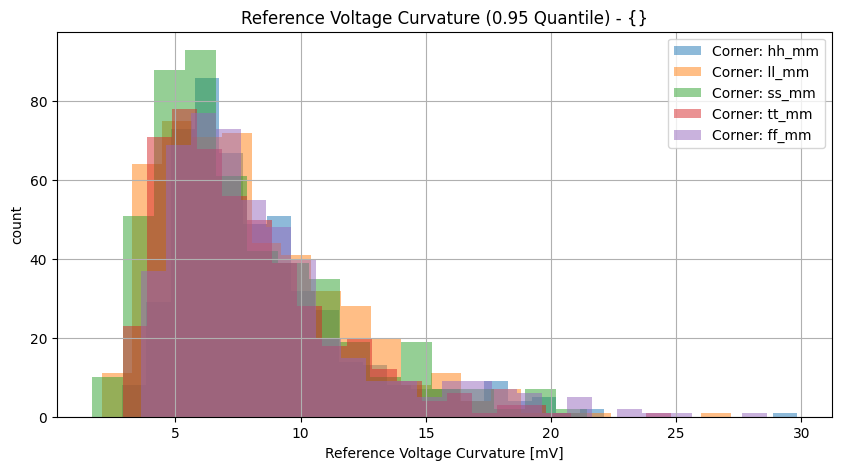 Reference Voltage Curvature (0.95 Quantile) - {}
Corner: hh_mm
Corner: ll_mm
Corner: ss_mm
Corner: tt_mm
Corner: ff_mm
80
60
40
20
0
count
5 10 15 20 25 30
Reference Voltage Curvature [mV]